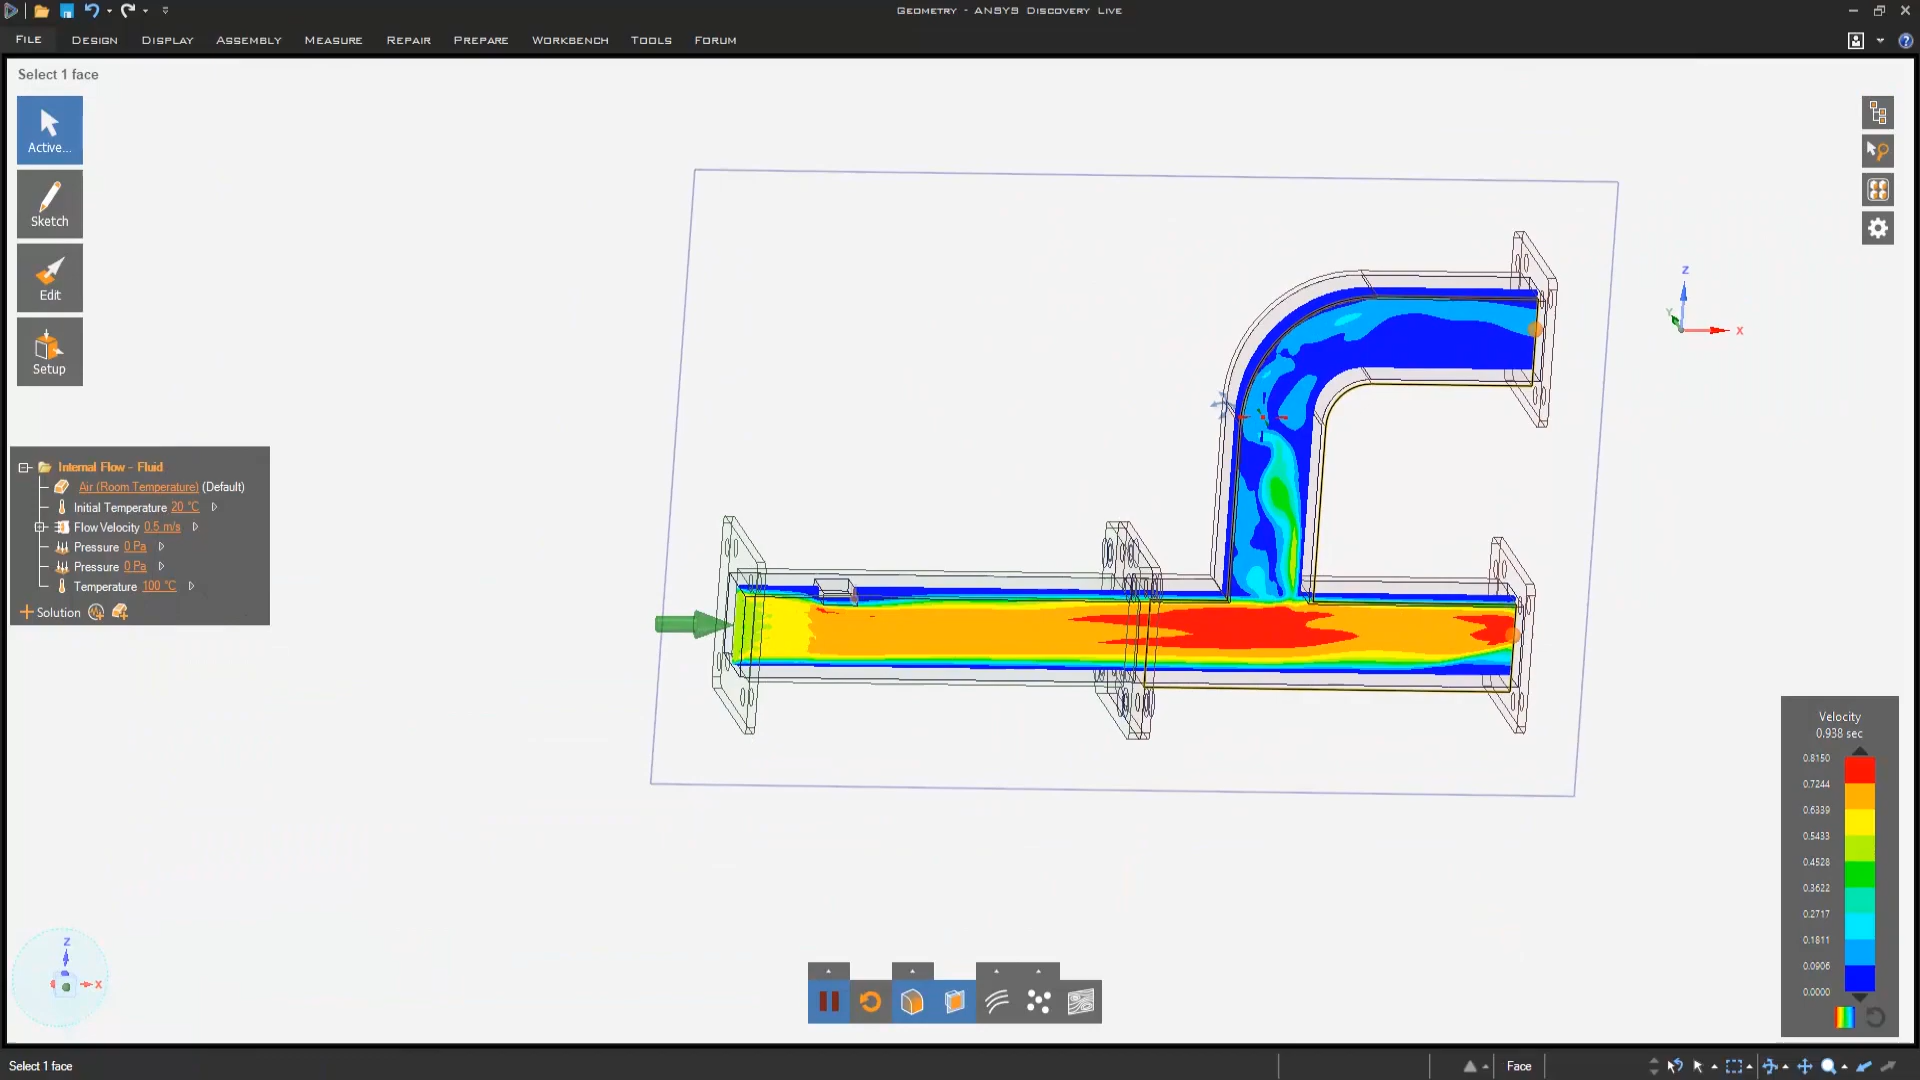 Geometry - ANSYS Discovery Live
File Design Display Assembly Measure Repair Prepare Workbench Tools Forum
Select 1 face
Active...
Sketch
Edit
Setup
Internal Flow - Fluid
Air (Room Temperature) (Default)
Initial Temperature 20 °C
Flow Velocity 0.5 m/s
Pressure 0 Pa
Pressure 0 Pa
Temperature 100 °C
Solution
Z
Y
X
Velocity
0.938 sec
0.8150
0.7244
0.6339
0.5433
0.4528
0.3622
0.2717
0.1811
0.0906
0.0000
Z
X
Select 1 face
Face